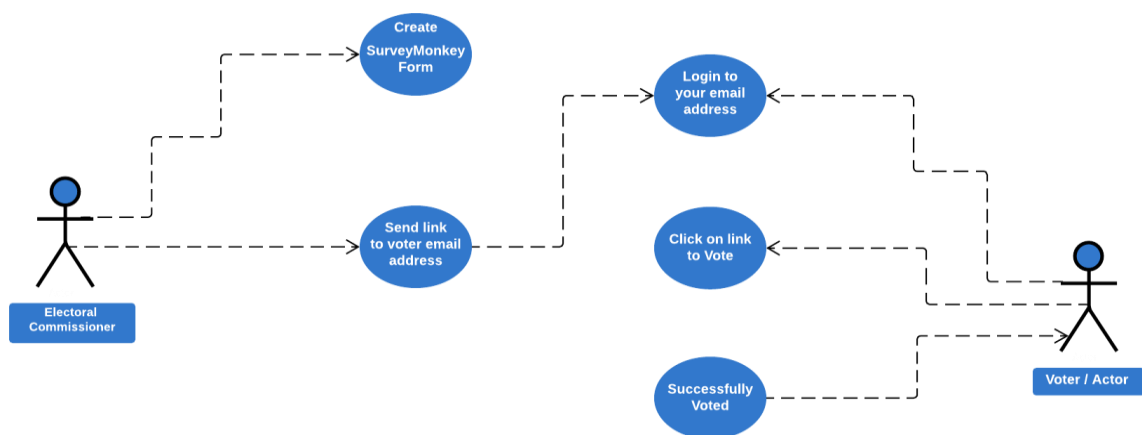 Create
SurveyMonkey
Form
Login to
your email
address
Send link
to voter email
address
Click on link
to Vote
Electoral
Commissioner
Successfully
Voted
Voter / Actor